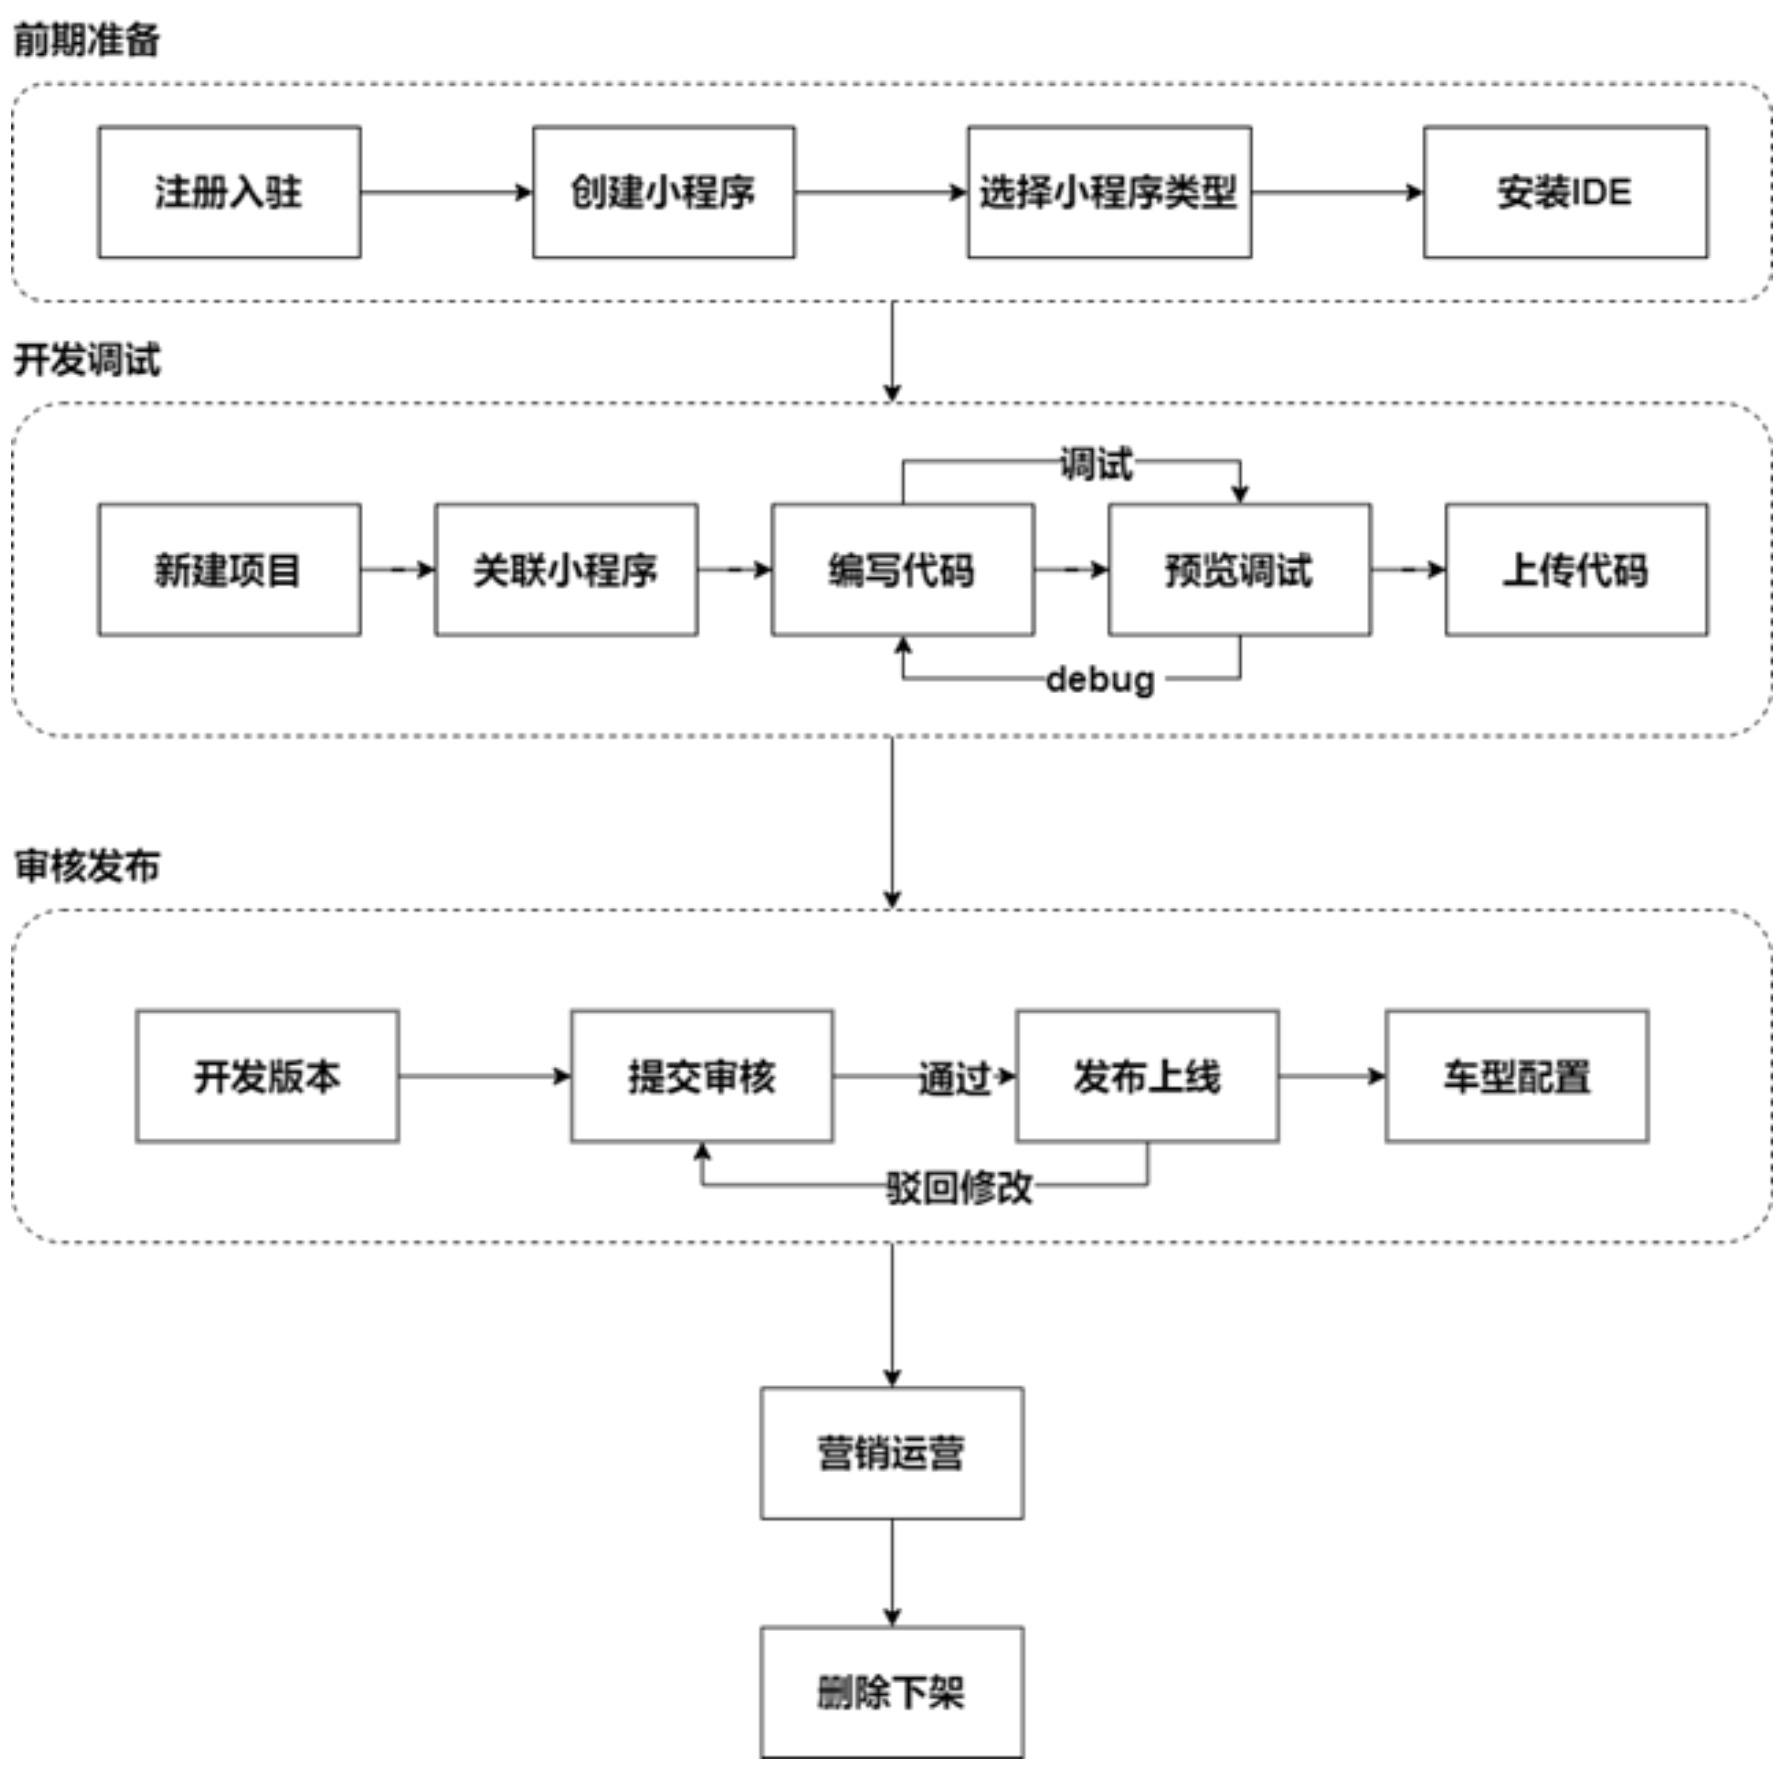 前期准备
注册入驻
创建小程序
选择小程序类型
安装IDE
开发调试
调试
新建项目
关联小程序
编写代码
预览调试
上传代码
debug
审核发布
开发版本
提交审核
通过
发布上线
车型配置
驳回修改
营销运营
删除下架